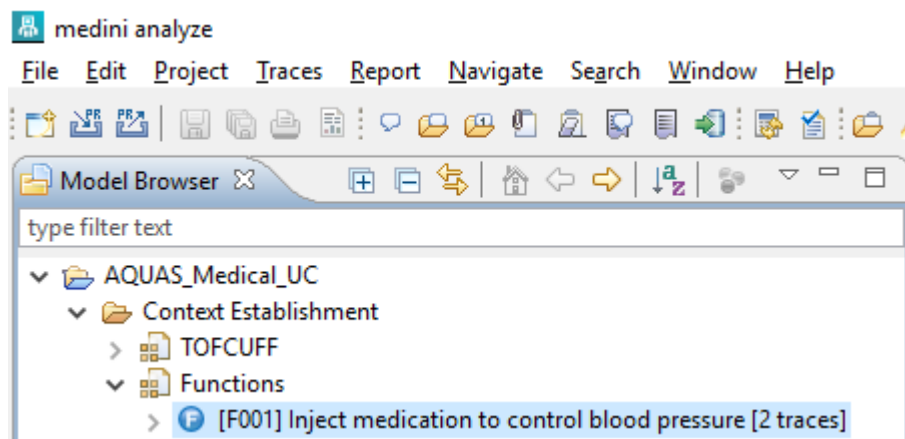 medini analyze
File Edit Project Traces Report Navigate Search Window Help
Model Browser
type filter text
AQUAS_Medical_UC
Context Establishment
TOFCUFF
Functions
[F001] Inject medication to control blood pressure [2 traces]